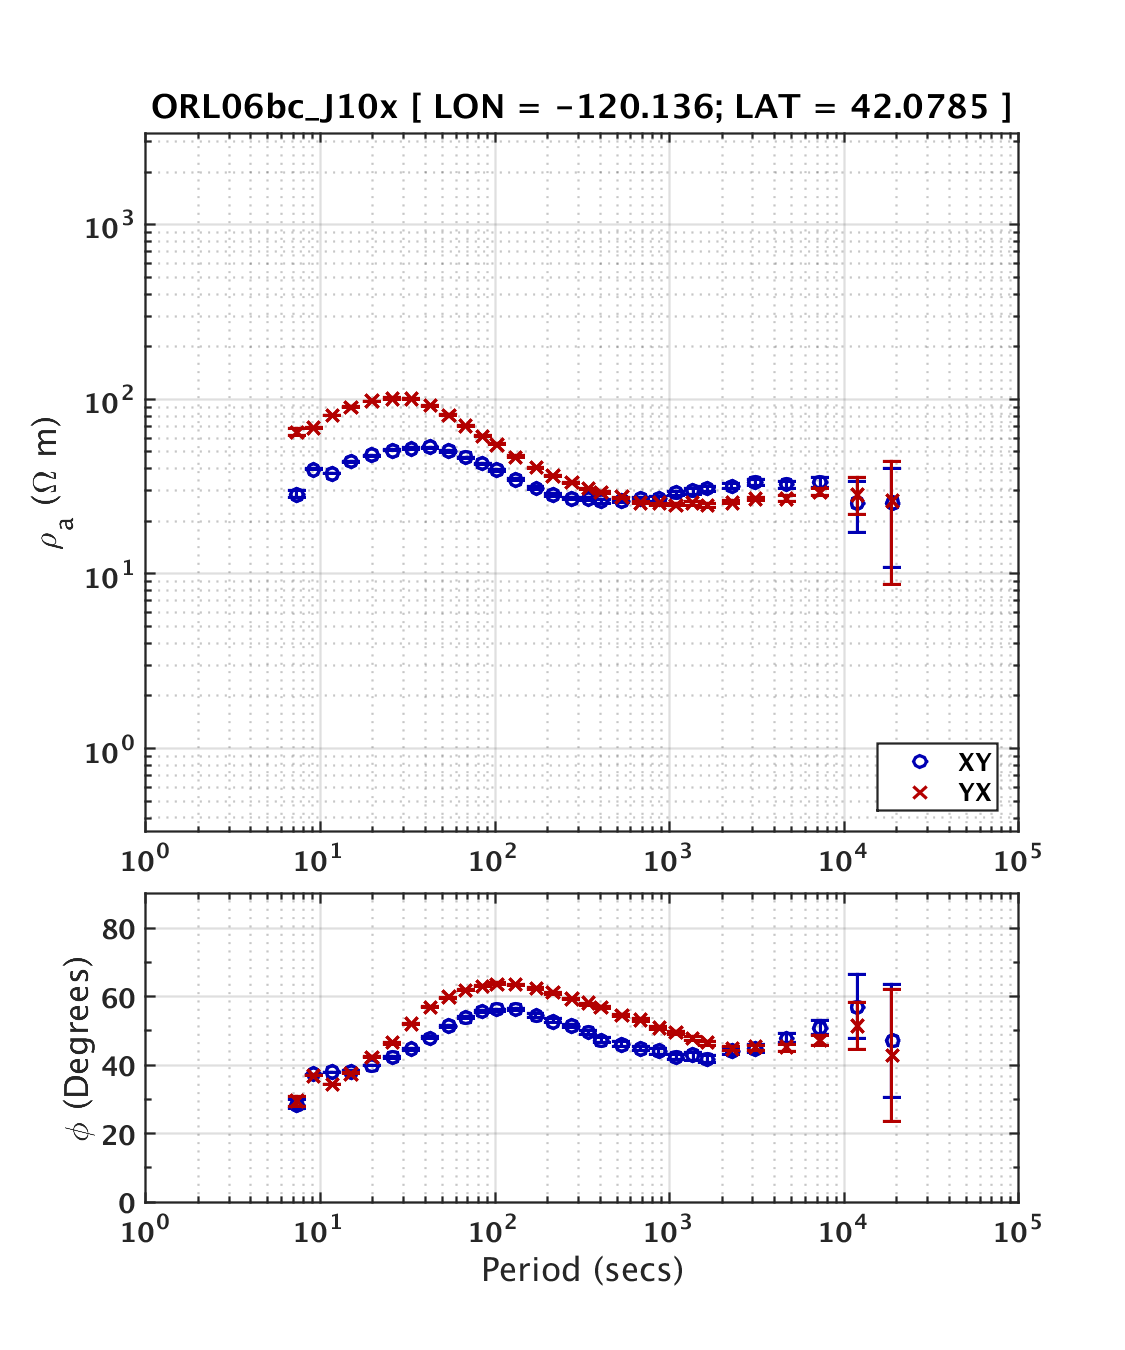 ORL06bc_J10x [ LON = -120.136; LAT = 42.0785 ]
10^3
10^2
10^1
10^0
ρ_a (Ω m)
XY
YX
10^0 10^1 10^2 10^3 10^4 10^5
80
60
40
20
0
ϕ (Degrees)
10^0 10^1 10^2 10^3 10^4 10^5
Period (secs)